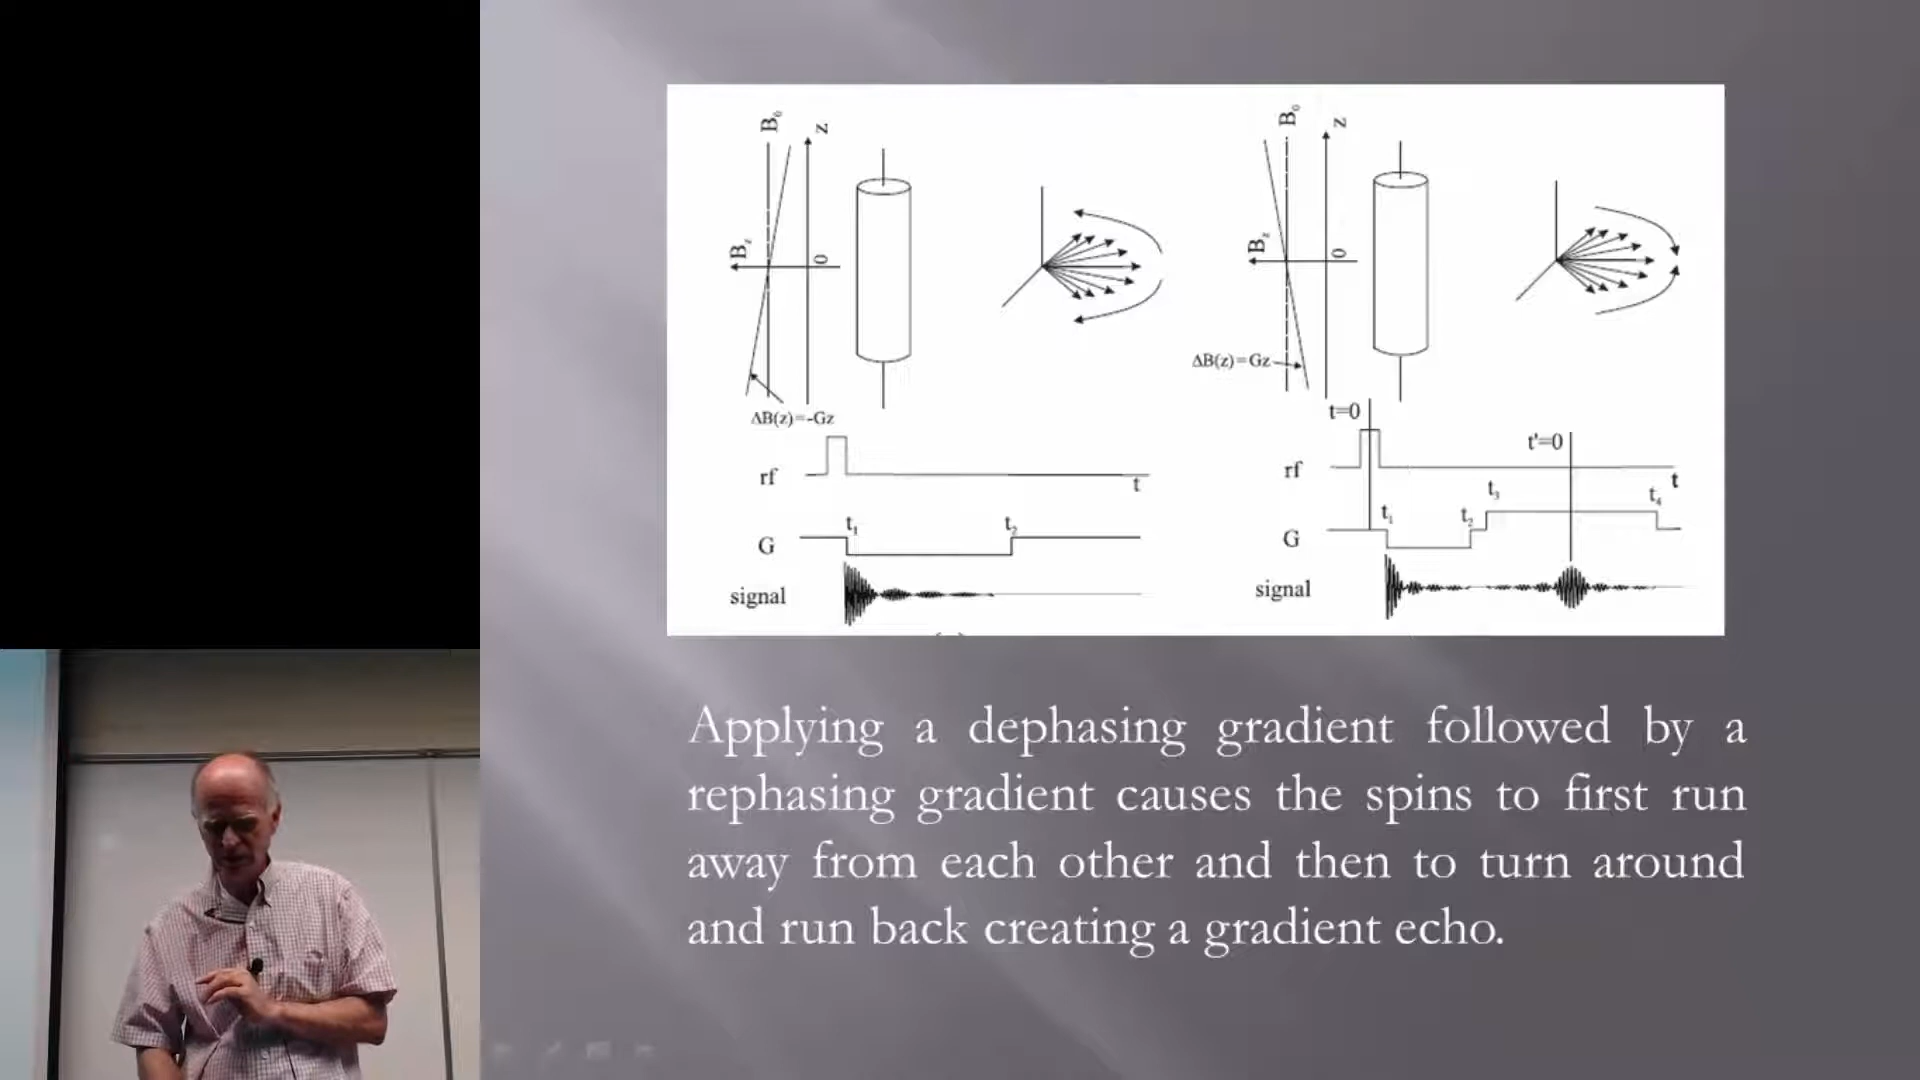 B₀
z
B_z
0
ΔB(z)=-Gz
rf
t
t₁
t₂
G
signal
B₀
z
B_z
0
ΔB(z)=Gz
t=0
t'=0
rf
t
t₁
t₂
t₃
t₄
G
signal
Applying a dephasing gradient followed by a
rephasing gradient causes the spins to first run
away from each other and then to turn around
and run back creating a gradient echo.